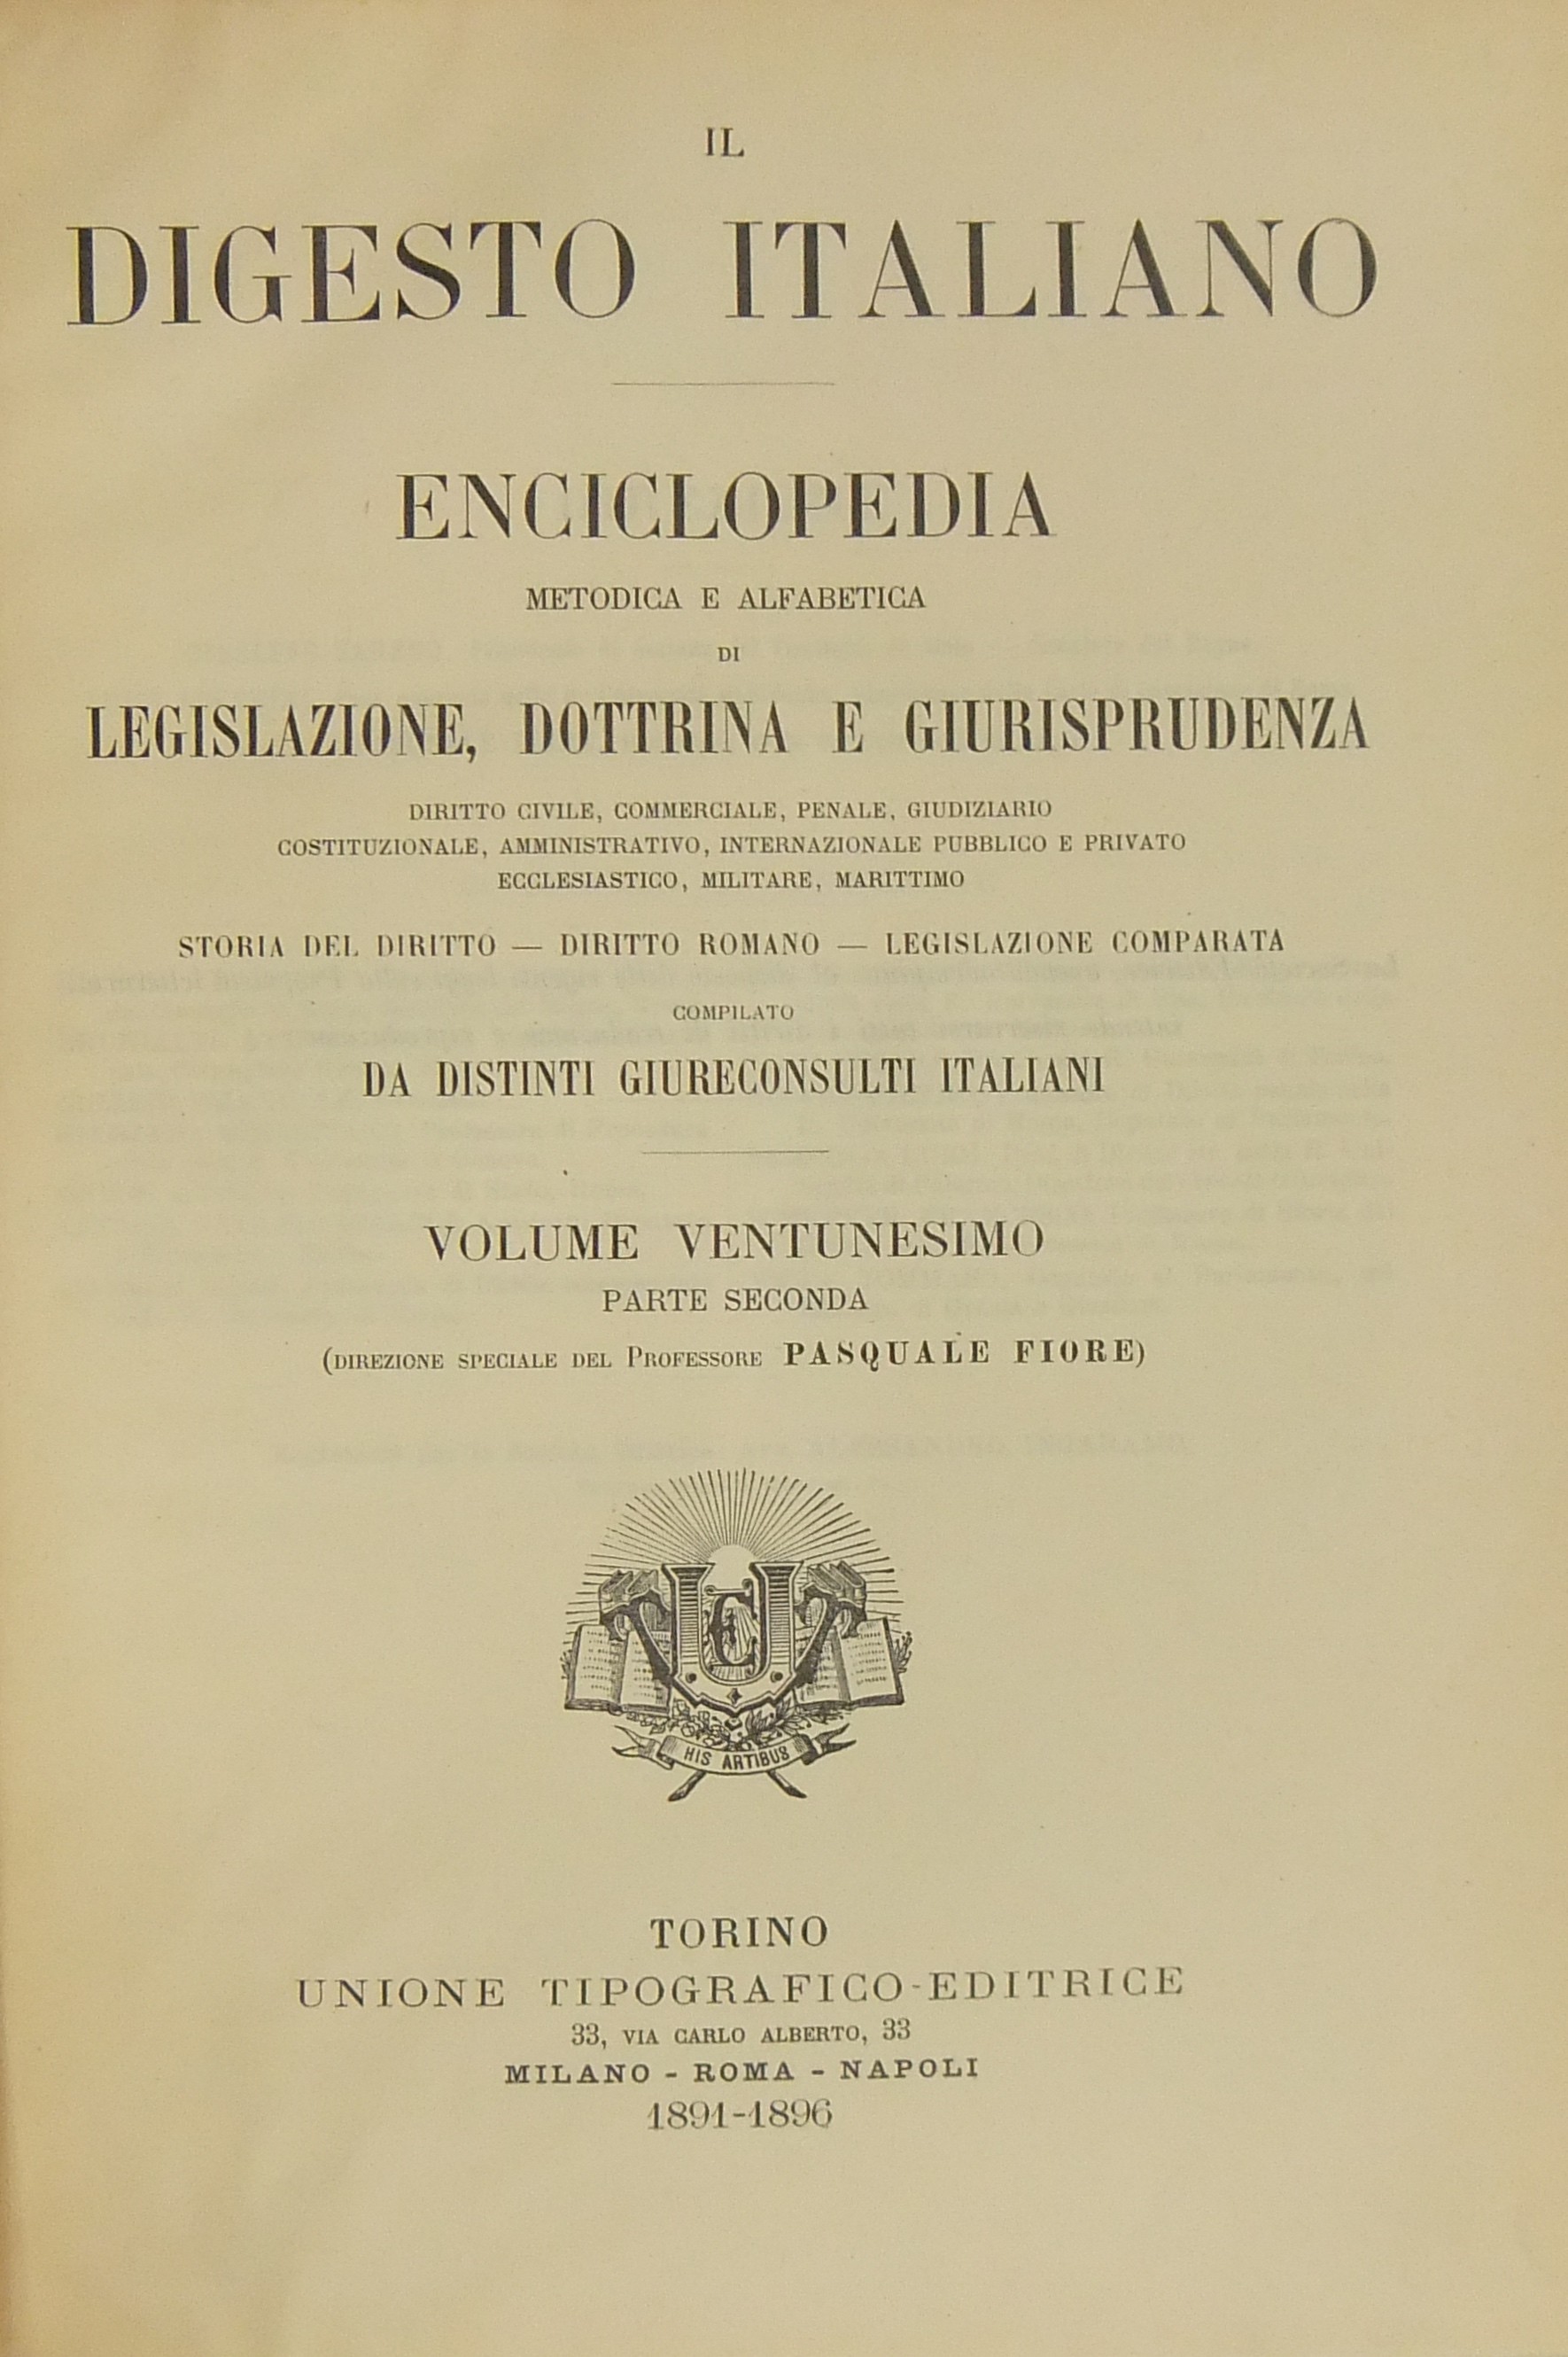 IL
DIGESTO ITALIANO
ENCICLOPEDIA
METODICA E ALFABETICA
DI
LEGISLAZIONE, DOTTRINA E GIURISPRUDENZA
DIRITTO CIVILE, COMMERCIALE, PENALE, GIUDIZIARIO
COSTITUZIONALE, AMMINISTRATIVO, INTERNAZIONALE PUBBLICO E PRIVATO
ECCLESIASTICO, MILITARE, MARITTIMO
STORIA DEL DIRITTO — DIRITTO ROMANO — LEGISLAZIONE COMPARATA
COMPILATO
DA DISTINTI GIURECONSULTI ITALIANI
VOLUME VENTUNESIMO
PARTE SECONDA
(DIREZIONE SPECIALE DEL PROFESSORE PASQUALE FIORE)
UE
HIS ARTIBUS
TORINO
UNIONE TIPOGRAFICO-EDITRICE
33, VIA CARLO ALBERTO, 33
MILANO - ROMA - NAPOLI
1891-1896